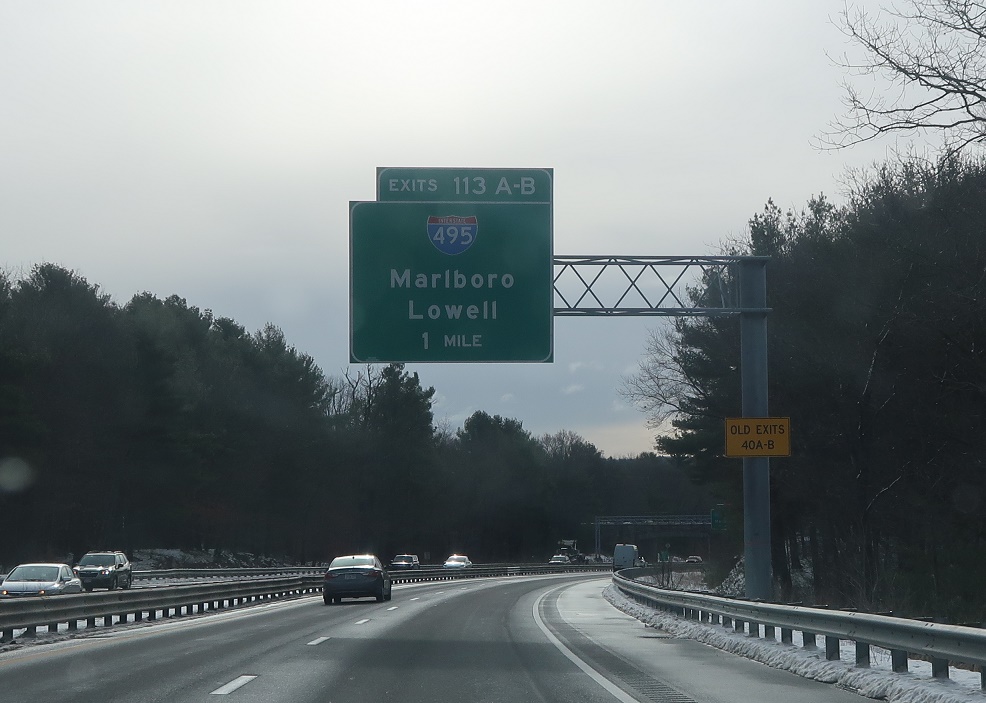 EXITS 113 A-B
INTERSTATE
495
Marlboro
Lowell
1 MILE
OLD EXITS
40A-B